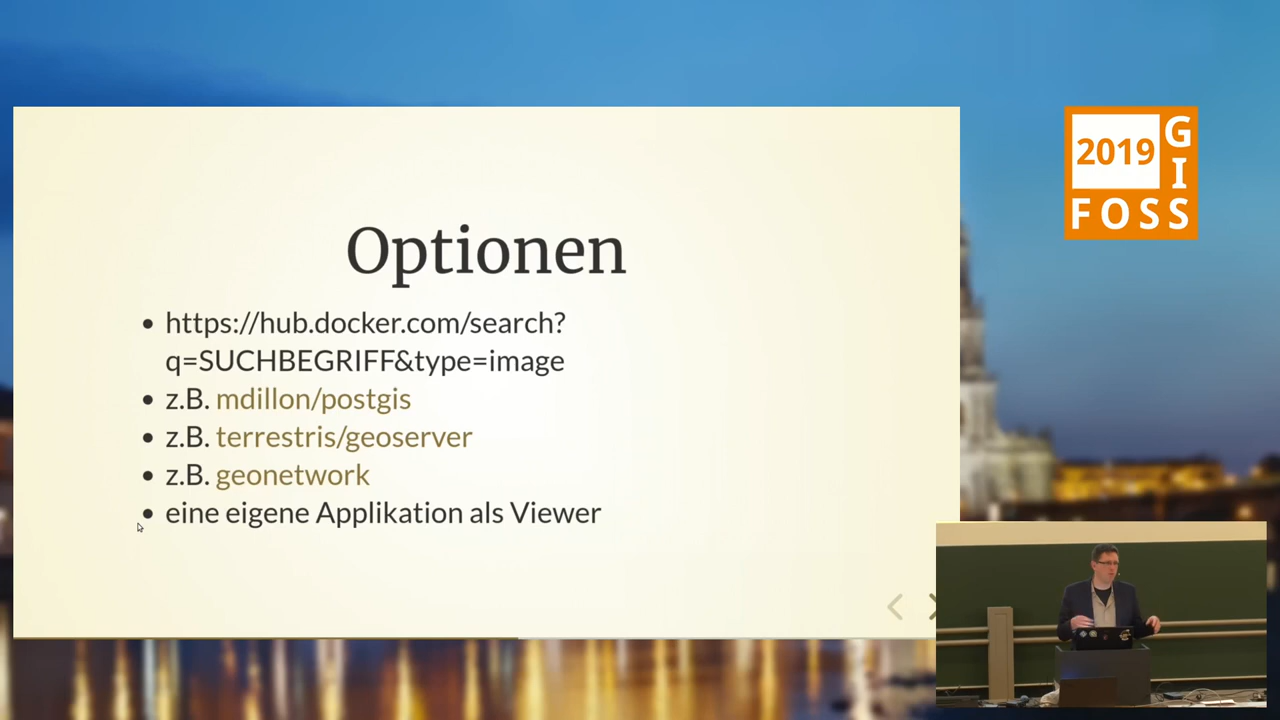 Optionen
https://hub.docker.com/search?
q=SUCHBEGRIFF&type=image
z.B. mdillon/postgis
z.B. terrestris/geoserver
z.B. geonetwork
eine eigene Applikation als Viewer
2019
GIS
FOSS